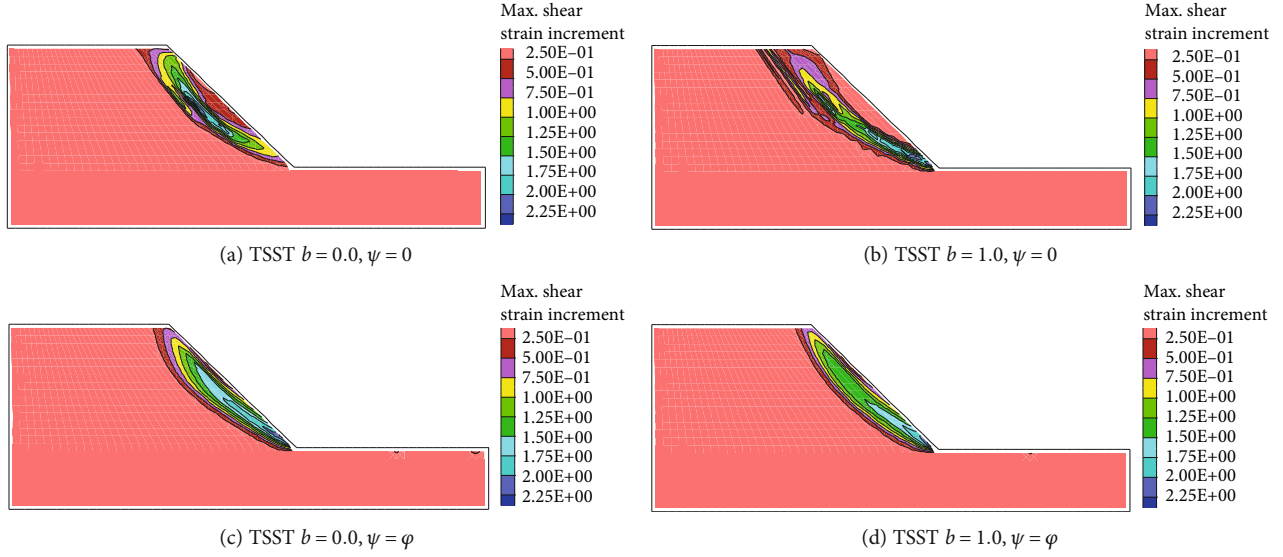 Max. shear
strain increment
2.50E–01
5.00E–01
7.50E–01
1.00E+00
1.25E+00
1.50E+00
1.75E+00
2.00E+00
2.25E+00
(a) TSST b = 0.0, ψ = 0
Max. shear
strain increment
2.50E–01
5.00E–01
7.50E–01
1.00E+00
1.25E+00
1.50E+00
1.75E+00
2.00E+00
2.25E+00
(b) TSST b = 1.0, ψ = 0
Max. shear
strain increment
2.50E–01
5.00E–01
7.50E–01
1.00E+00
1.25E+00
1.50E+00
1.75E+00
2.00E+00
2.25E+00
(c) TSST b = 0.0, ψ = φ
Max. shear
strain increment
2.50E–01
5.00E–01
7.50E–01
1.00E+00
1.25E+00
1.50E+00
1.75E+00
2.00E+00
2.25E+00
(d) TSST b = 1.0, ψ = φ